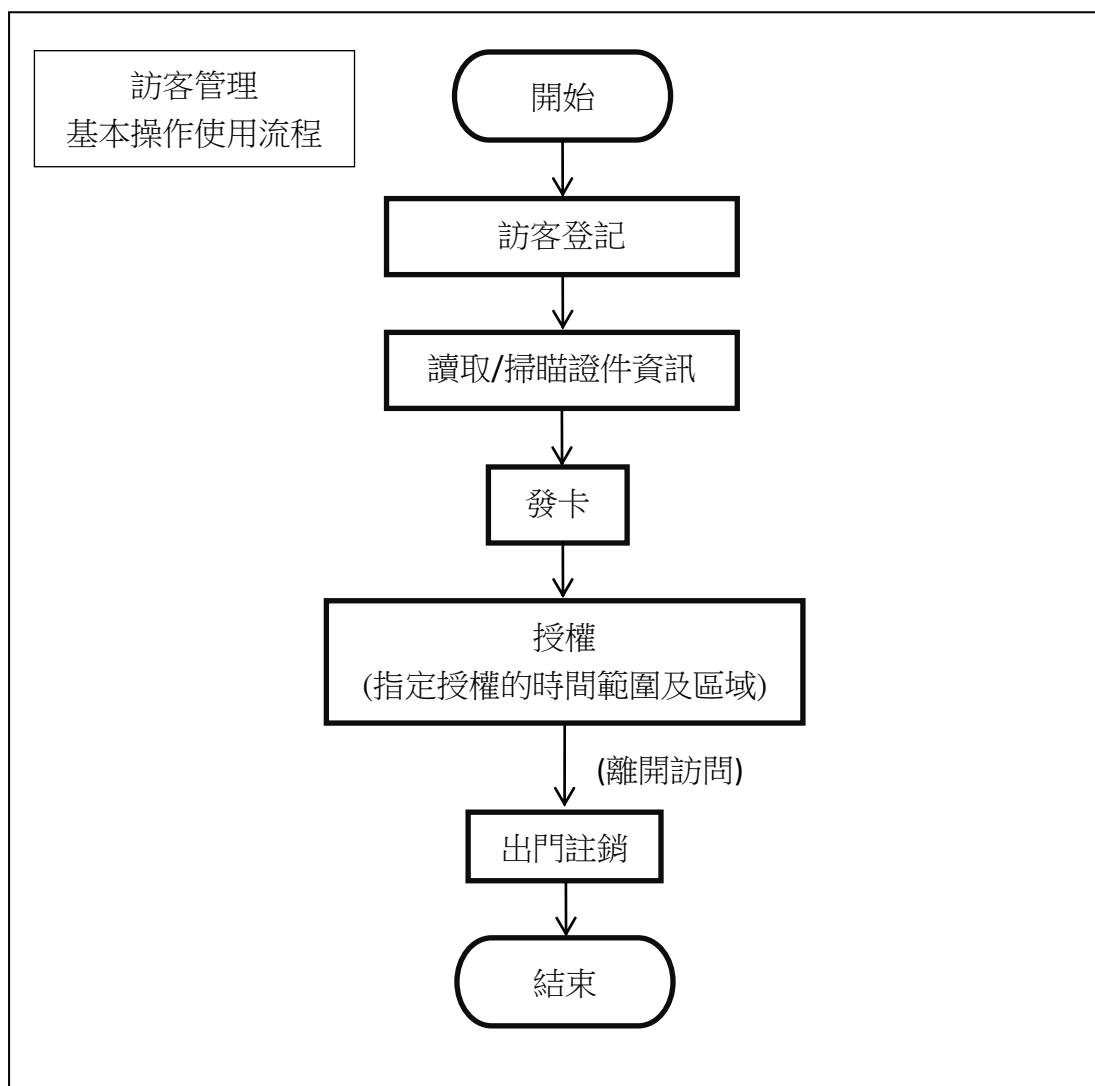 訪客管理
基本操作使用流程
開始
訪客登記
讀取/掃瞄證件資訊
發卡
授權
(指定授權的時間範圍及區域)
(離開訪問)
出門註銷
結束